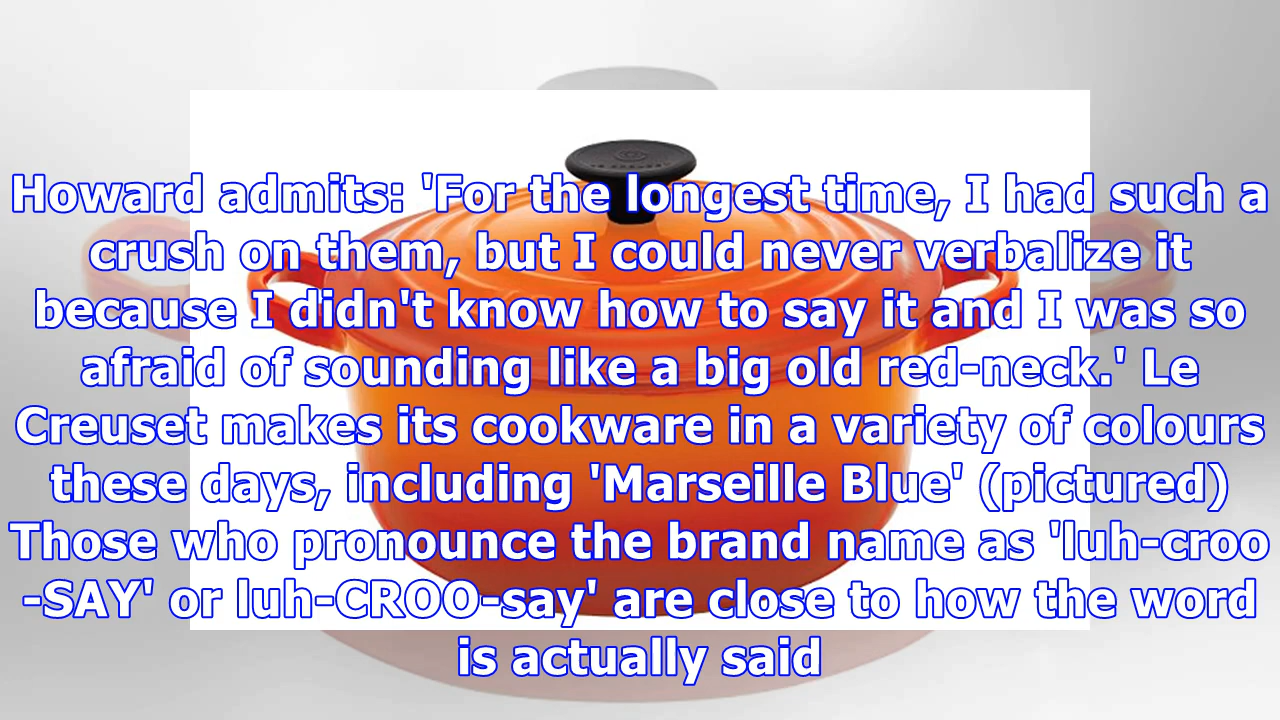 Howard admits: 'For the longest time, I had such a
crush on them, but I could never verbalize it
because I didn't know how to say it and I was so
afraid of sounding like a big old red-neck.' Le
Creuset makes its cookware in a variety of colours
these days, including 'Marseille Blue' (pictured)
Those who pronounce the brand name as 'luh-croo
-SAY' or luh-CROO-say' are close to how the word
is actually said